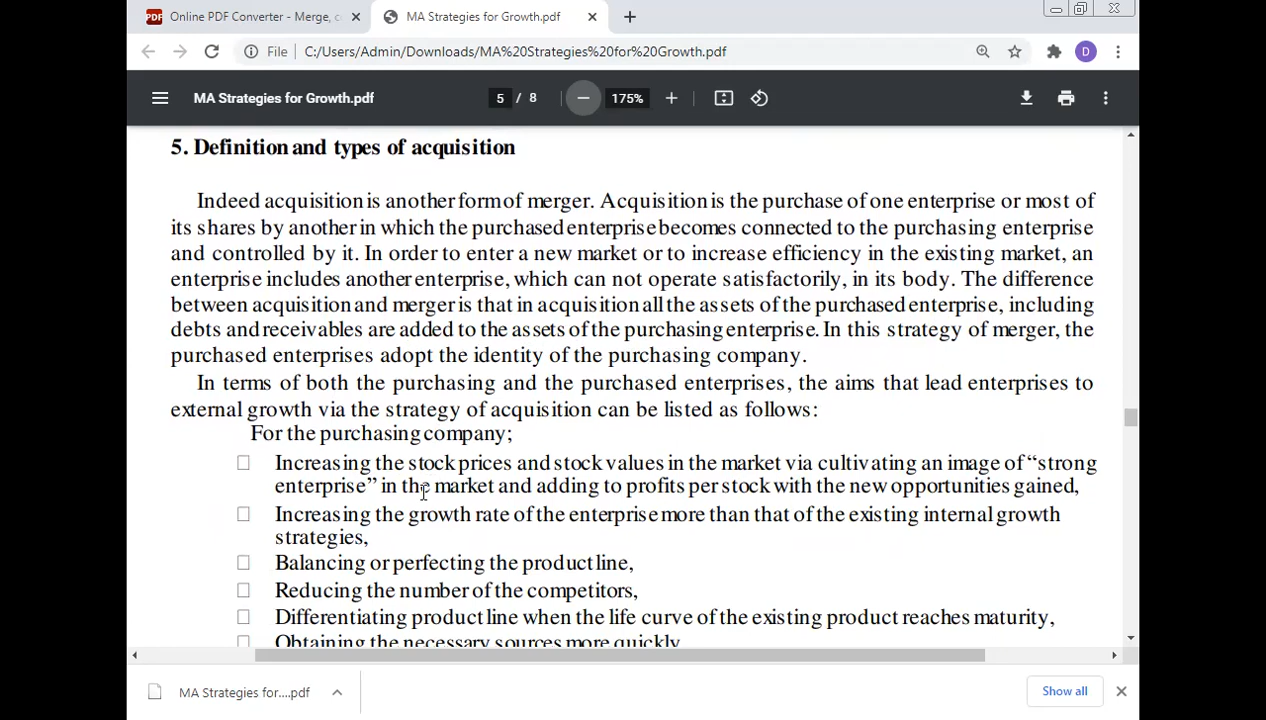 Online PDF Converter - Merge, c
MA Strategies for Growth.pdf
File
C:/Users/Admin/Downloads/MA%20Strategies%20for%20Growth.pdf
D
MA Strategies for Growth.pdf
5 / 8
175%
5. Definition and types of acquisition
Indeed acquisition is another form of merger. Acquisition is the purchase of one enterprise or most of
its shares by another in which the purchased enterprise becomes connected to the purchasing enterprise
and controlled by it. In order to enter a new market or to increase efficiency in the existing market, an
enterprise includes another enterprise, which can not operate satisfactorily, in its body. The difference
between acquisition and merger is that in acquisition all the assets of the purchased enterprise, including
debts and receivables are added to the assets of the purchasing enterprise. In this strategy of merger, the
purchased enterprises adopt the identity of the purchasing company.
In terms of both the purchasing and the purchased enterprises, the aims that lead enterprises to
external growth via the strategy of acquisition can be listed as follows:
For the purchasing company;
Increasing the stock prices and stock values in the market via cultivating an image of “strong
enterprise” in the market and adding to profits per stock with the new opportunities gained,
Increasing the growth rate of the enterprise more than that of the existing internal growth
strategies,
Balancing or perfecting the product line,
Reducing the number of the competitors,
Differentiating product line when the life curve of the existing product reaches maturity,
Obtaining the necessary sources more quickly
MA Strategies for....pdf
Show all